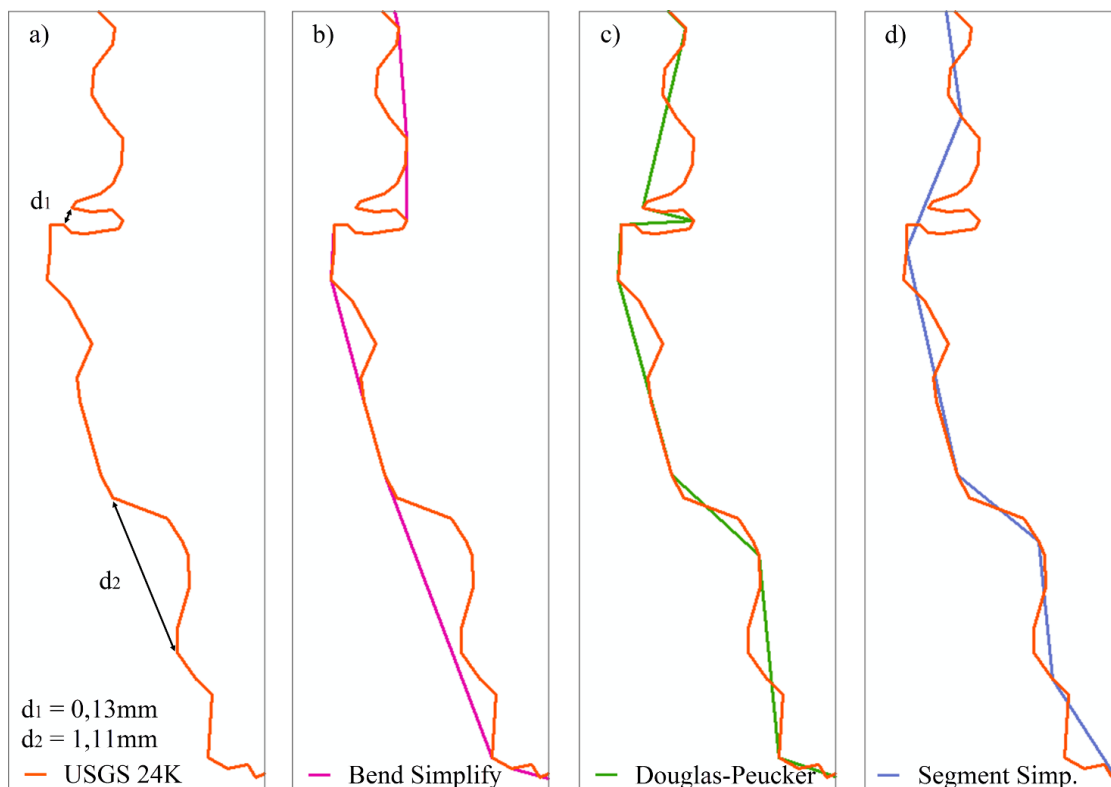 a)
b)
c)
d)
d1
d2
d1 = 0,13mm
d2 = 1,11mm
USGS 24K
Bend Simplify
Douglas-Peucker
Segment Simp.